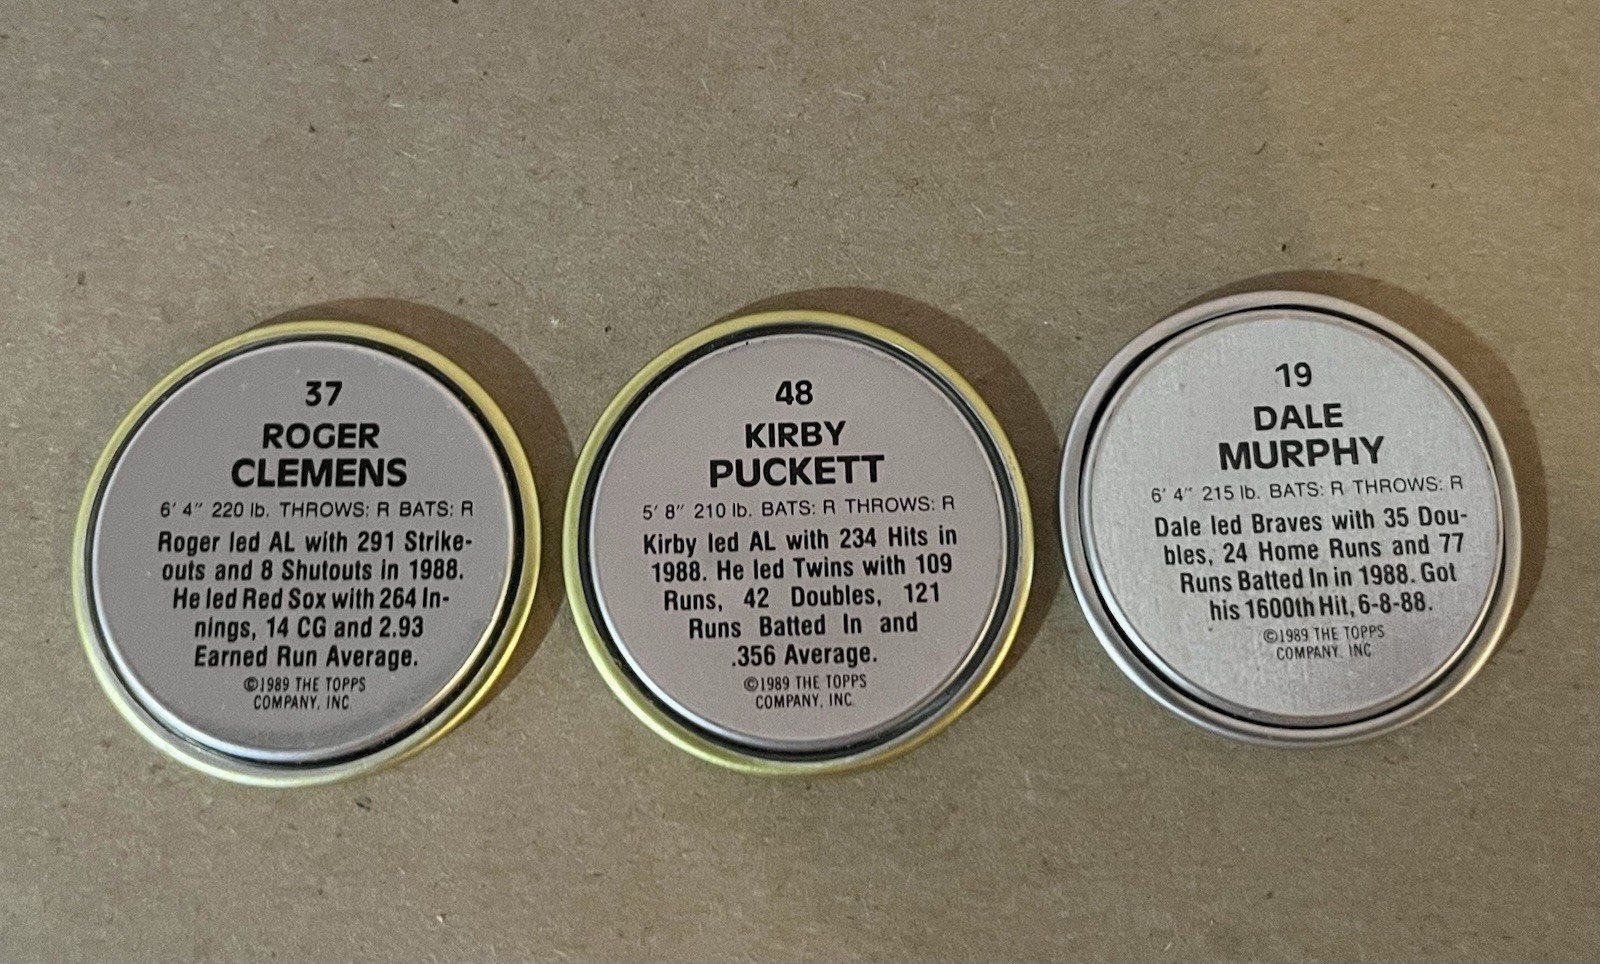 37
ROGER
CLEMENS
6' 4" 220 lb. THROWS: R BATS: R
Roger led AL with 291 Strike-
outs and 8 Shutouts in 1988.
He led Red Sox with 264 In-
nings, 14 CG and 2.93
Earned Run Average.
©1989 THE TOPPS
COMPANY, INC.
48
KIRBY
PUCKETT
5' 8" 210 lb. BATS: R THROWS: R
Kirby led AL with 234 Hits in
1988. He led Twins with 109
Runs, 42 Doubles, 121
Runs Batted In and
.356 Average.
©1989 THE TOPPS
COMPANY, INC.
19
DALE
MURPHY
6' 4" 215 lb. BATS: R THROWS: R
Dale led Braves with 35 Dou-
bles, 24 Home Runs and 77
Runs Batted In in 1988. Got
his 1600th Hit, 6-8-88.
©1989 THE TOPPS
COMPANY, INC